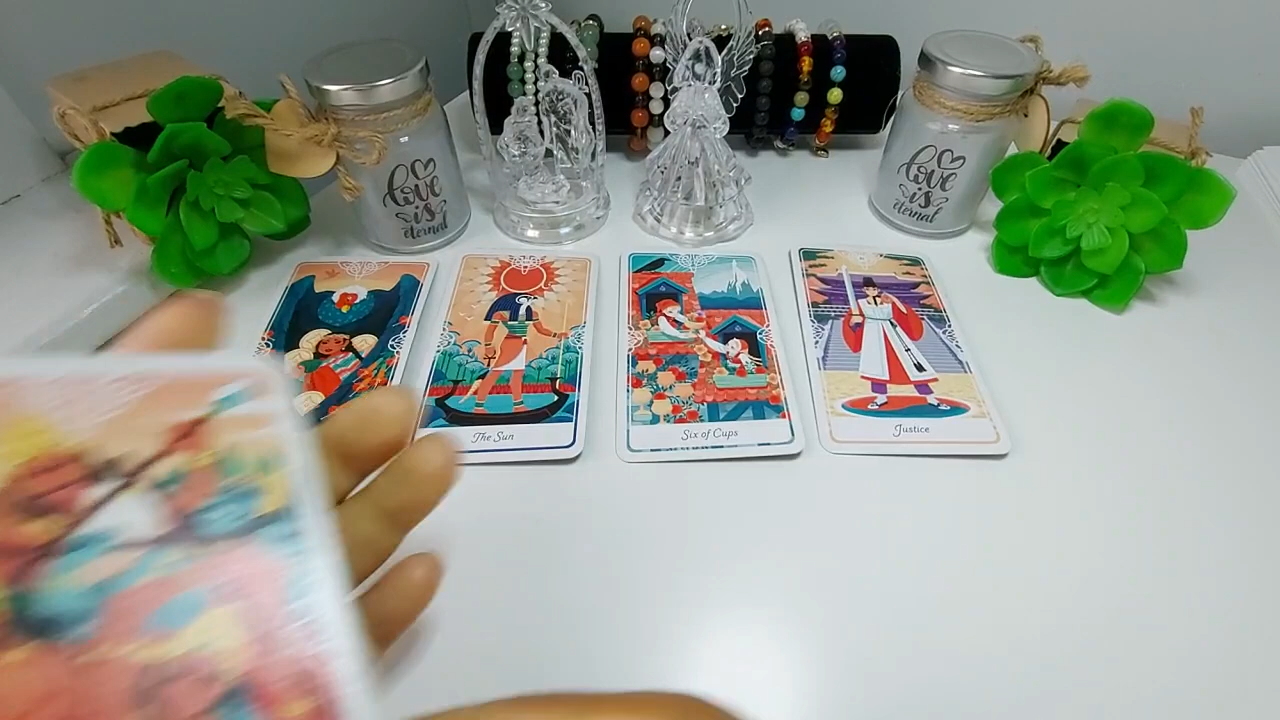 love
is
eternal
love
is
eternal
The Sun
Six of Cups
Justice